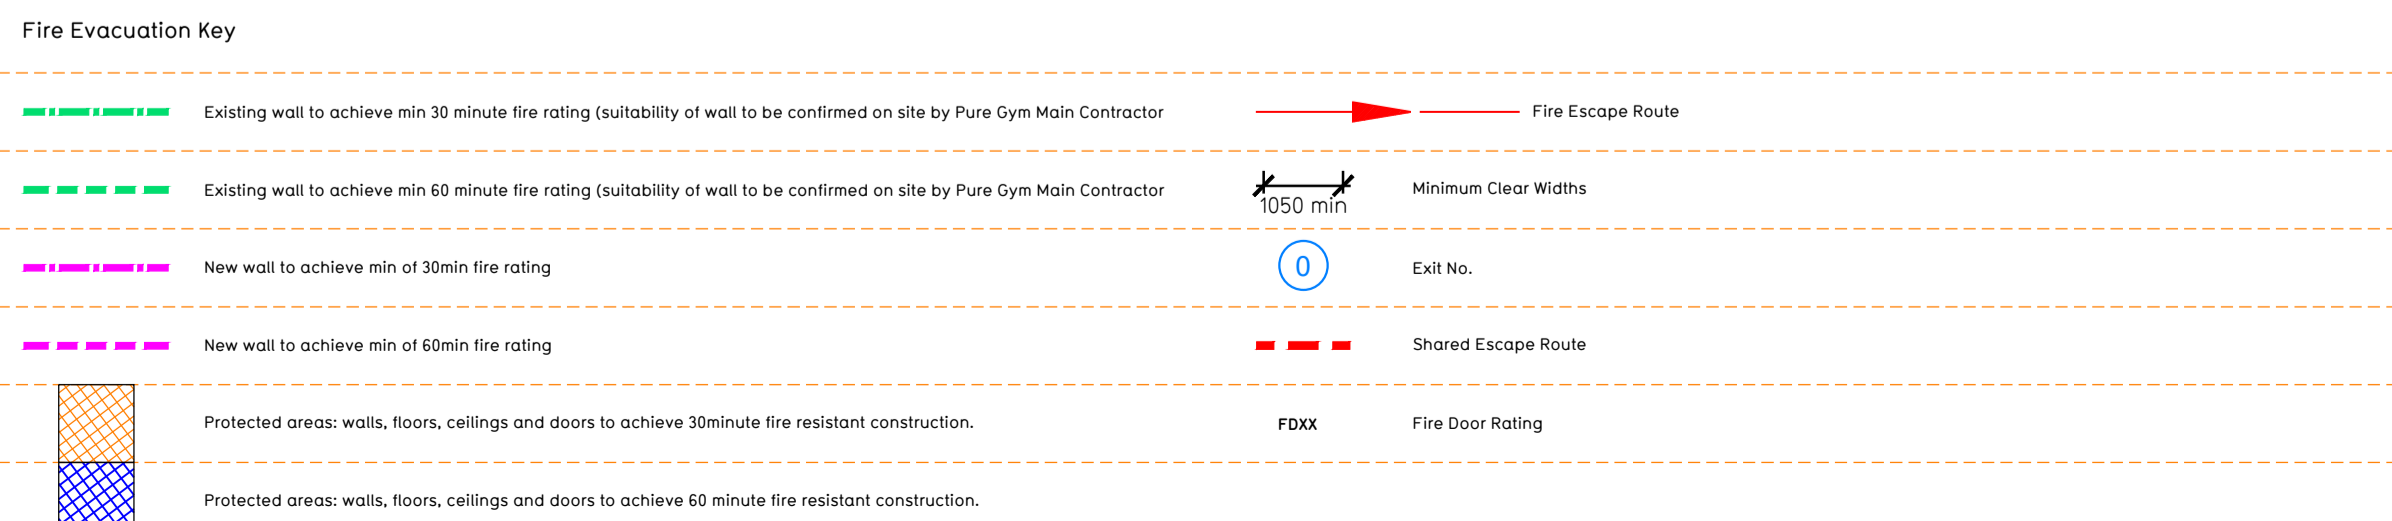 Fire Evacuation Key
Existing wall to achieve min 30 minute fire rating (suitability of wall to be confirmed on site by Pure Gym Main Contractor
Fire Escape Route
Existing wall to achieve min 60 minute fire rating (suitability of wall to be confirmed on site by Pure Gym Main Contractor
1050 min
Minimum Clear Widths
New wall to achieve min of 30min fire rating
0
Exit No.
New wall to achieve min of 60min fire rating
Shared Escape Route
Protected areas: walls, floors, ceilings and doors to achieve 30minute fire resistant construction.
FDXX
Fire Door Rating
Protected areas: walls, floors, ceilings and doors to achieve 60 minute fire resistant construction.